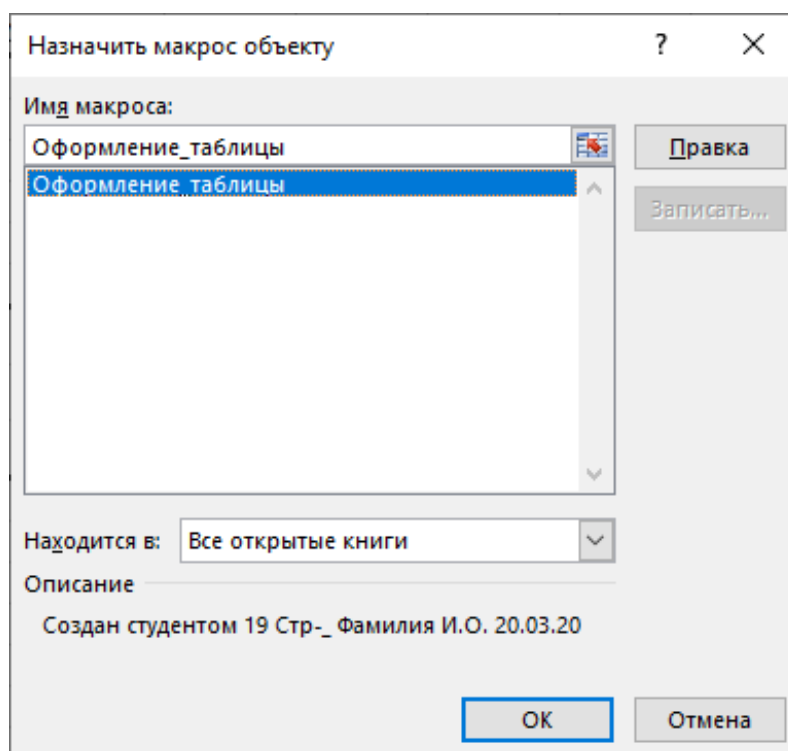 Назначить макрос объекту
Имя макроса:
Оформление_таблицы
Правка
Оформление_таблицы
Записать...
Находится в: Все открытые книги
Описание
Создан студентом 19 Стр-_ Фамилия И.О. 20.03.20
ОК
Отмена